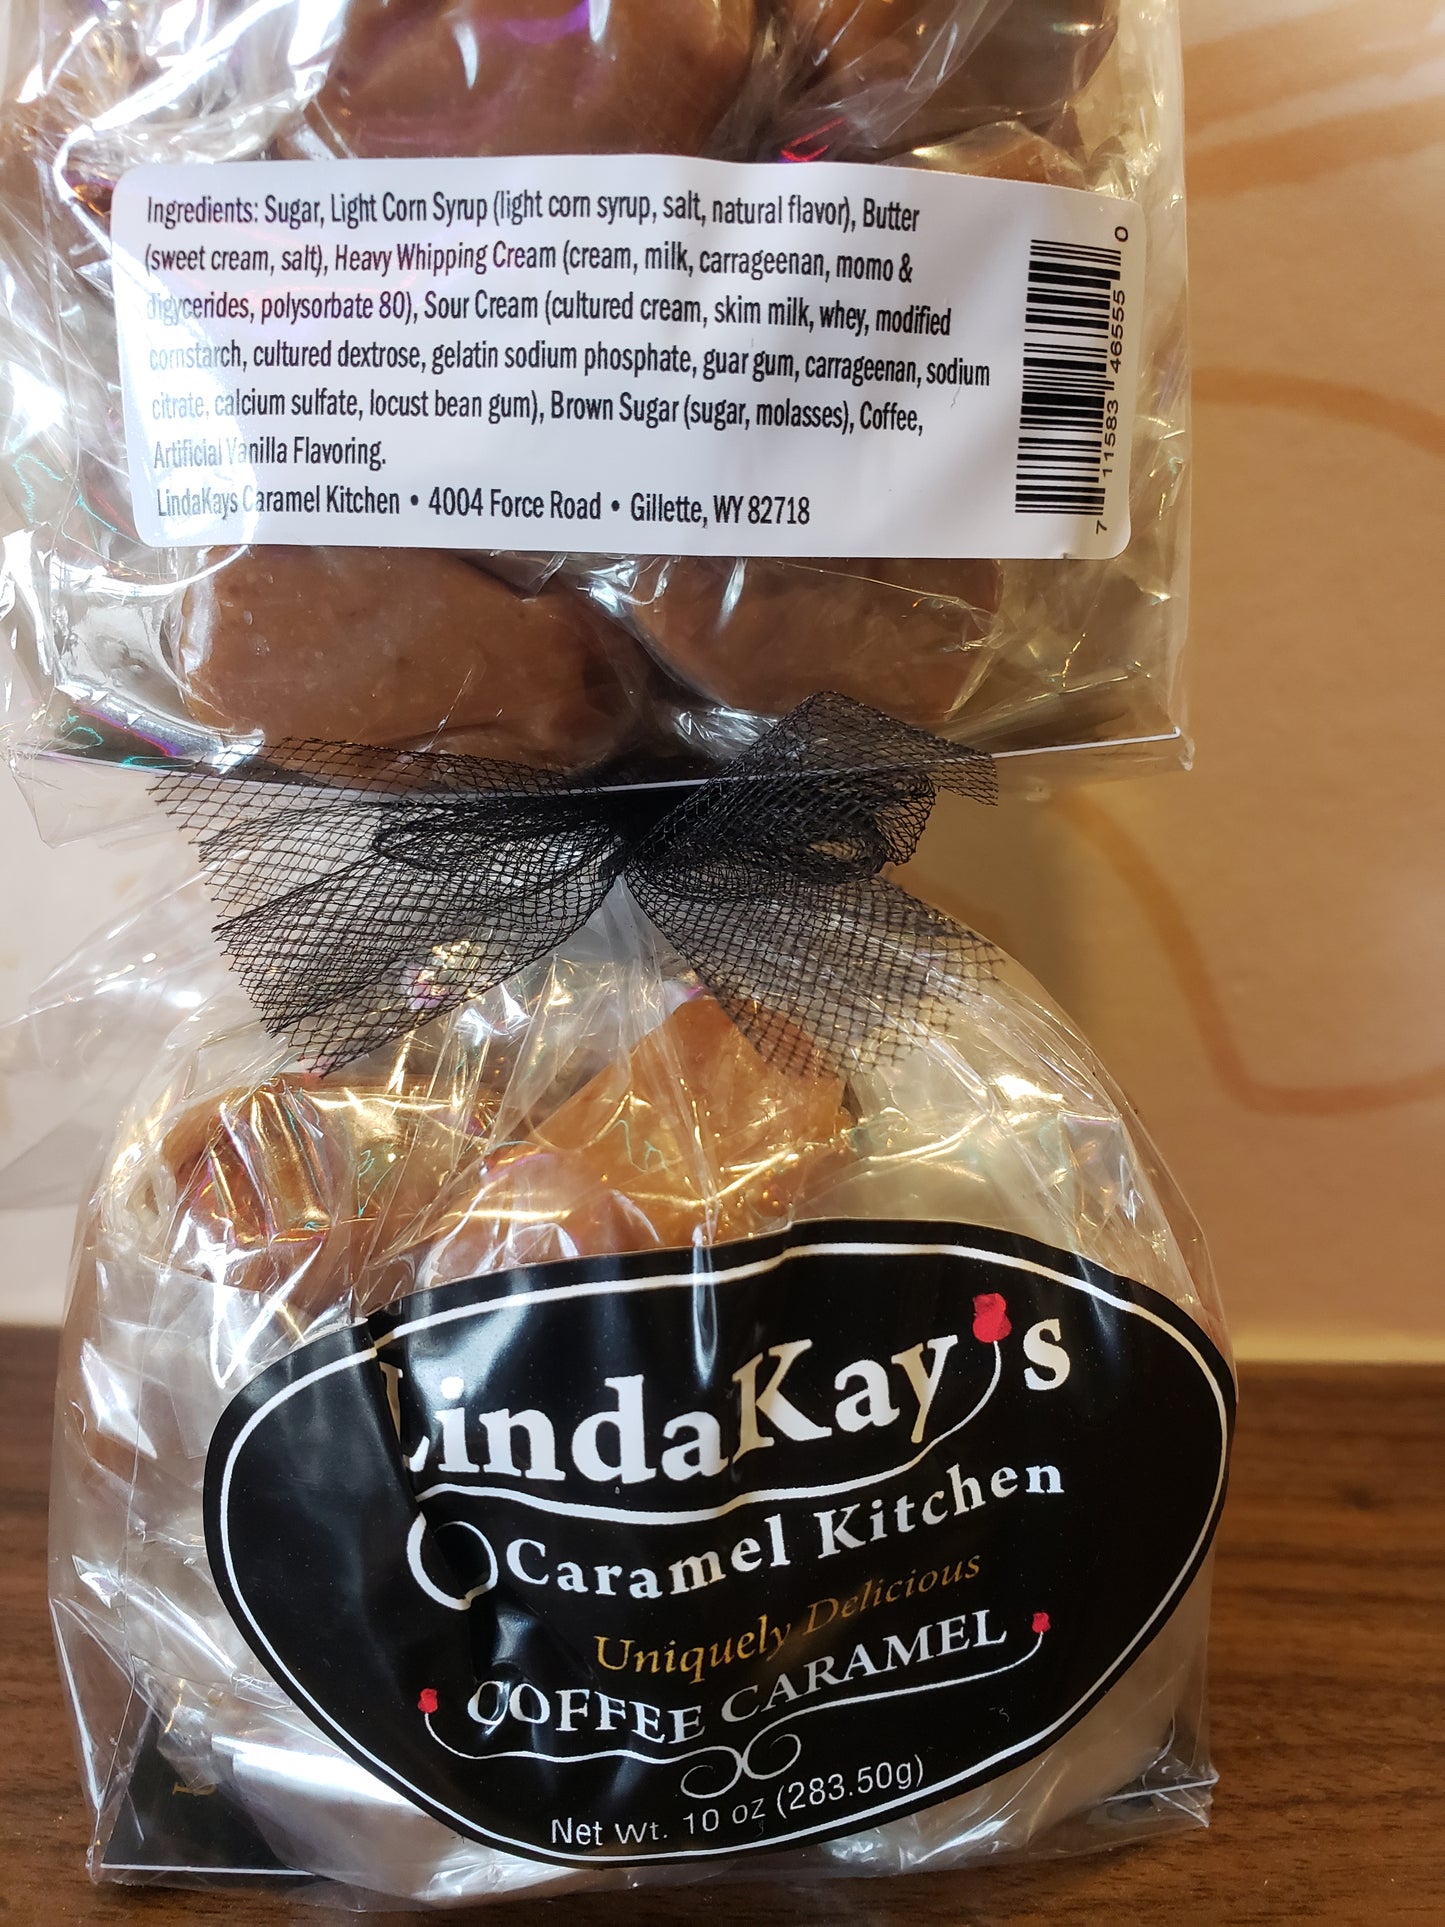 Ingredients: Sugar, Light Corn Syrup (light corn syrup, salt, natural flavor), Butter
(sweet cream, salt), Heavy Whipping Cream (cream, milk, carrageenan, momo &
digycerides, polysorbate 80), Sour Cream (cultured cream, skim milk, whey, modified
cornstarch, cultured dextrose, gelatin sodium phosphate, guar gum, carrageenan, sodium
citrate, calcium sulfate, locust bean gum), Brown Sugar (sugar, molasses), Coffee,
Artificial Vanilla Flavoring.
LindaKays Caramel Kitchen • 4004 Force Road • Gillette, WY 82718
7 11583 46555 0
LindaKay's
Caramel Kitchen
Uniquely Delicious
COFFEE CARAMEL
Net Wt. 10 oz (283.50g)